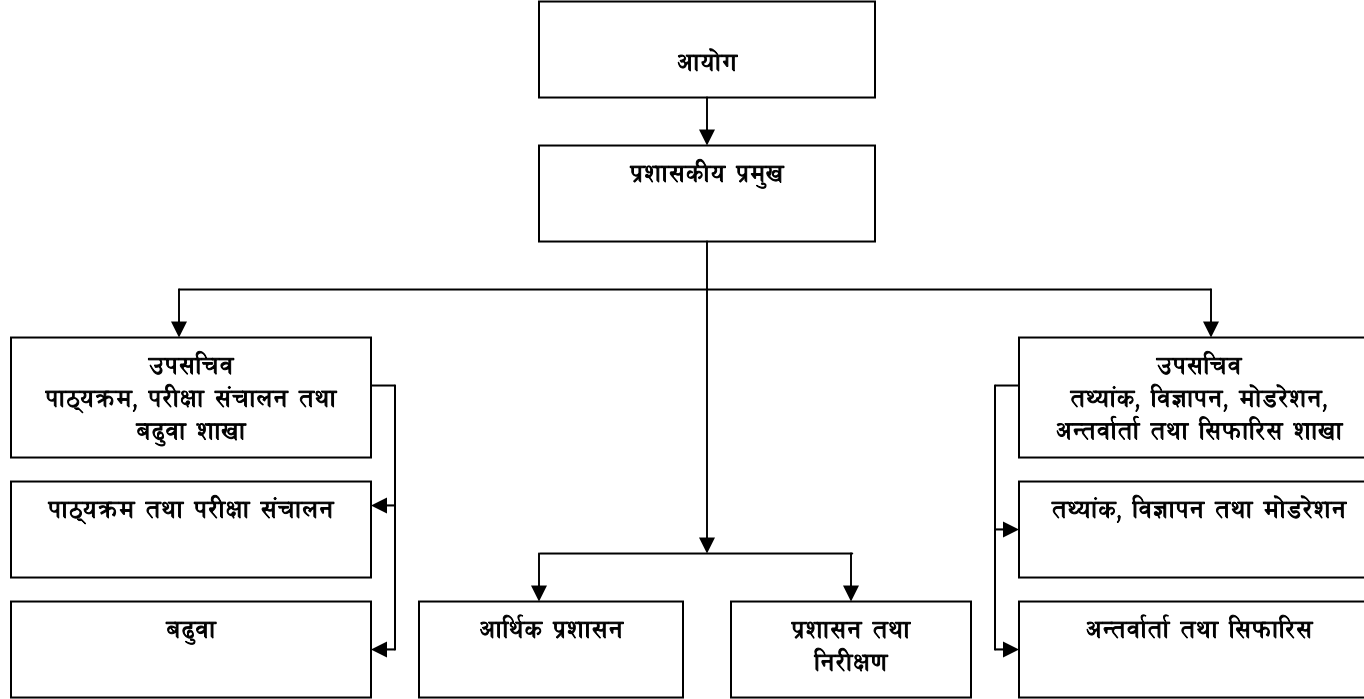 आयोग
प्रशासकीय प्रमुख
उपसचिव
पाठ्यक्रम, परीक्षा संचालन तथा
बढुवा शाखा
उपसचिव
तथ्यांक, विज्ञापन, मोडरेशन,
अन्तर्वार्ता तथा सिफारिस शाखा
पाठ्यक्रम तथा परीक्षा संचालन
तथ्यांक, विज्ञापन तथा मोडरेशन
बढुवा
आर्थिक प्रशासन
प्रशासन तथा
निरीक्षण
अन्तर्वार्ता तथा सिफारिस